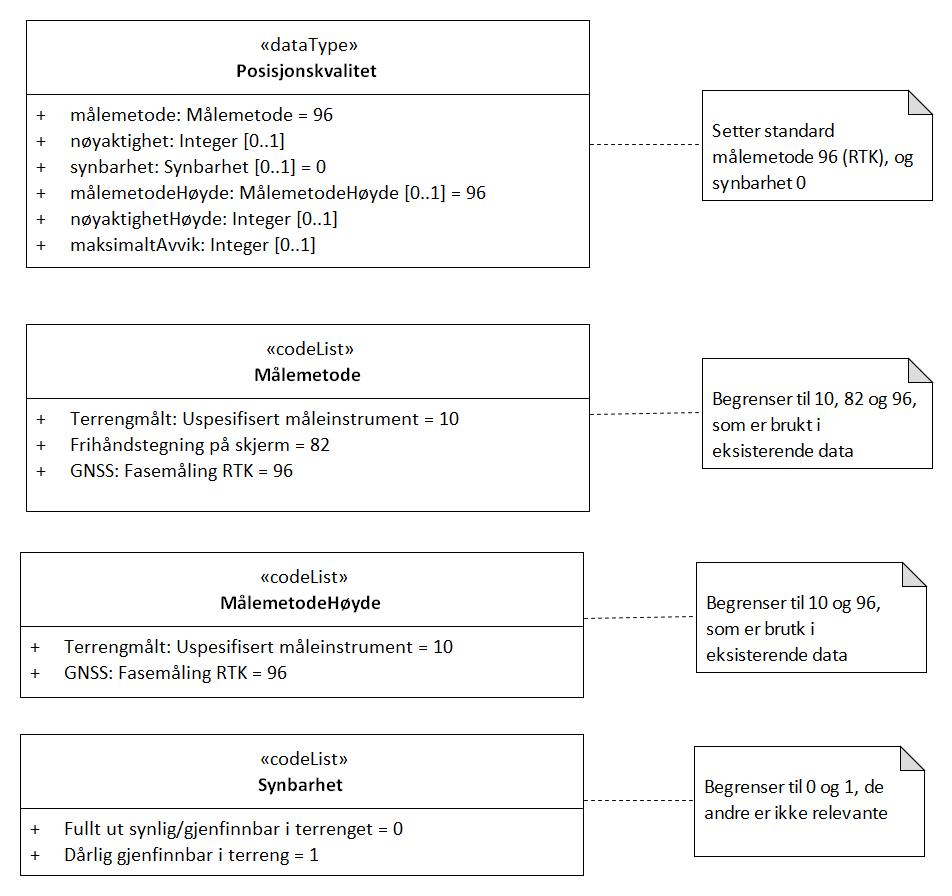 «dataType»
Posisjonskvalitet
+ målemetode: Målemetode = 96
+ nøyaktighet: Integer [0..1]
+ synbarhet: Synbarhet [0..1] = 0
+ målemetodeHøyde: MålemetodeHøyde [0..1] = 96
+ nøyaktighetHøyde: Integer [0..1]
+ maksimaltAvvik: Integer [0..1]
Setter standard
målemetode 96 (RTK), og
synbarhet 0
«codeList»
Målemetode
+ Terrengmålt: Uspesifisert måleinstrument = 10
+ Frihåndstegning på skjerm = 82
+ GNSS: Fasemåling RTK = 96
Begrenser til 10, 82 og 96,
som er brukt i
eksisterende data
«codeList»
MålemetodeHøyde
+ Terrengmålt: Uspesifisert måleinstrument = 10
+ GNSS: Fasemåling RTK = 96
Begrenser til 10 og 96,
som er brutk i
eksisterende data
«codeList»
Synbarhet
+ Fullt ut synlig/gjenfinnbar i terrenget = 0
+ Dårlig gjenfinnbar i terreng = 1
Begrenser til 0 og 1, de
andre er ikke relevante